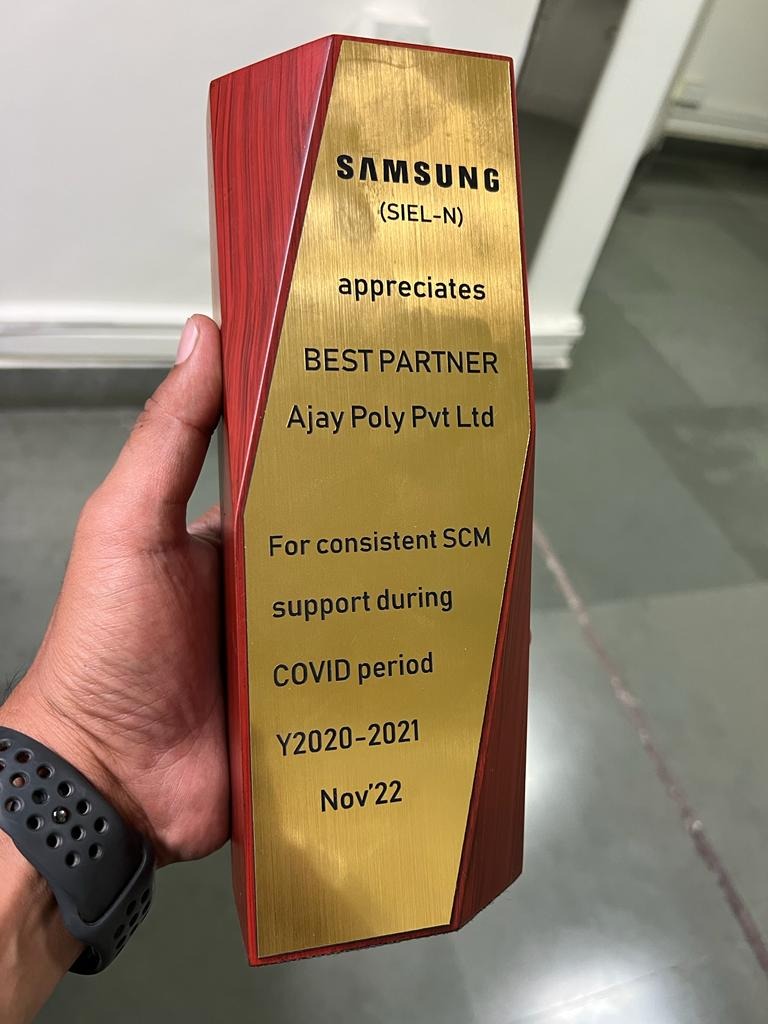 SAMSUNG
(SIEL-N)
appreciates
BEST PARTNER
Ajay Poly Pvt Ltd
For consistent SCM
support during
COVID period
Y2020-2021
Nov'22